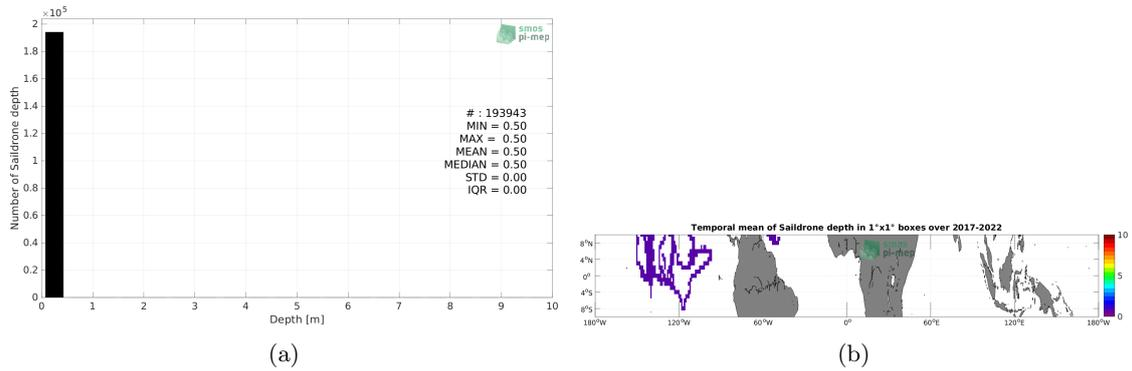 ×10⁵
2
1.8
1.6
1.4
1.2
1
0.8
0.6
0.4
0.2
0
Number of Saildrone depth
smos
pi-mep
# : 193943
MIN = 0.50
MAX = 0.50
MEAN = 0.50
MEDIAN = 0.50
STD = 0.00
IQR = 0.00
0 1 2 3 4 5 6 7 8 9 10
Depth [m]
(a)
Temporal mean of Saildrone depth in 1°x1° boxes over 2017-2022
smos
pi-mep
8°N
4°N
0°
4°S
8°S
180°W 120°W 60°W 0° 60°E 120°E 180°W
10
5
0
(b)